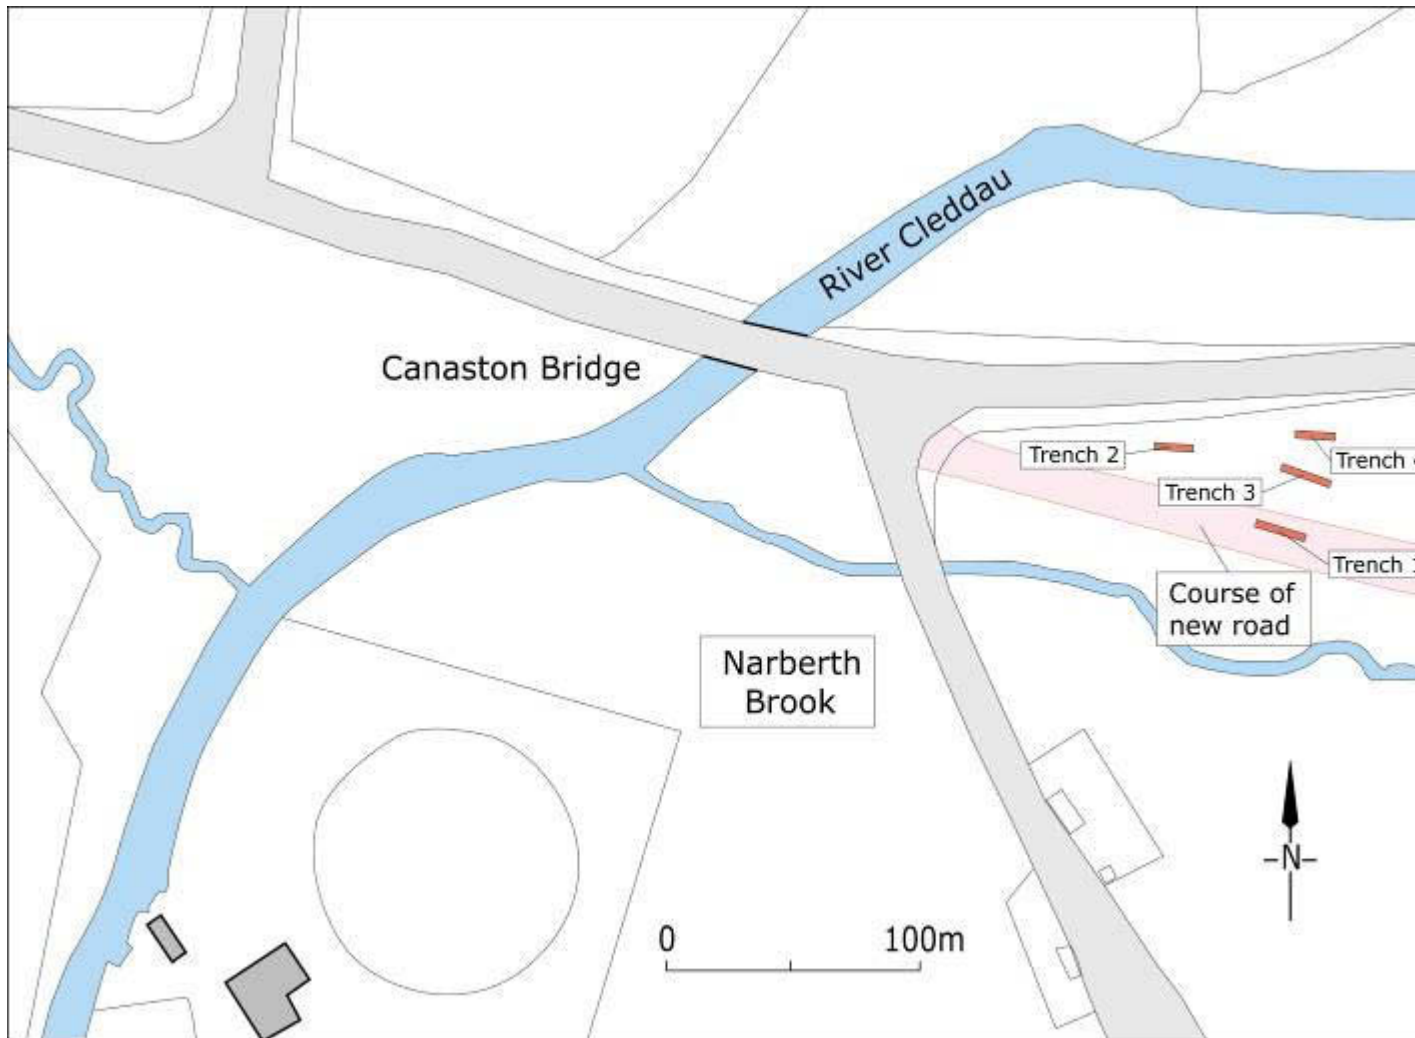 River Cleddau
Canaston Bridge
Trench 2
Trench
Trench 3
Trench
Course of
new road
Narberth
Brook
N
0 100m